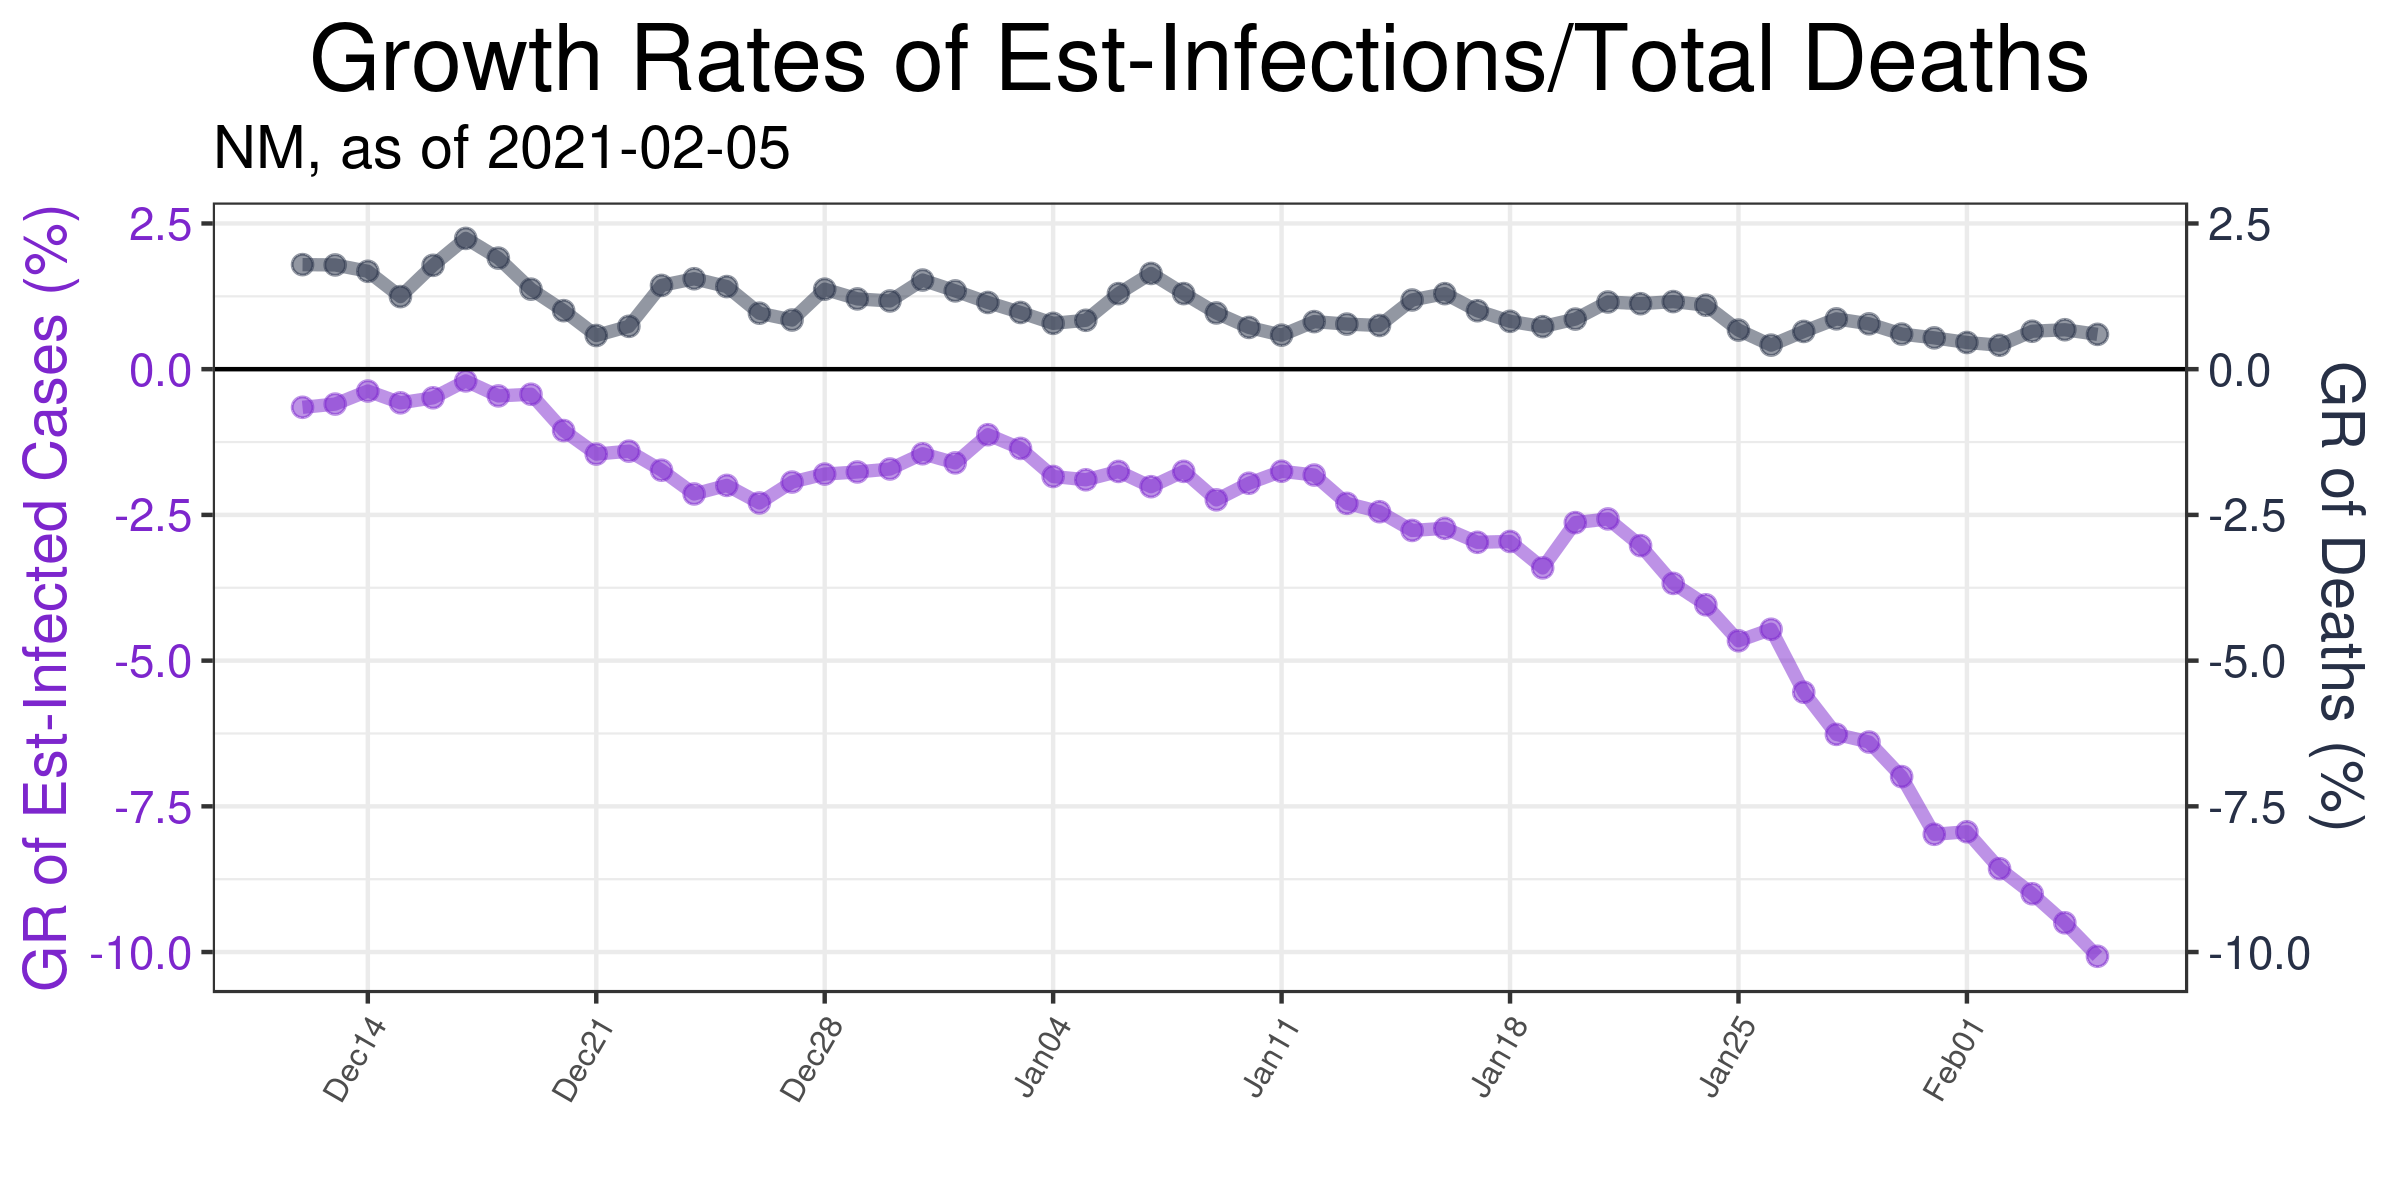 Growth Rates of Est-Infections/Total Deaths
NM, as of 2021-02-05
GR of Est-Infected Cases (%)
2.5
0.0
-2.5
-5.0
-7.5
-10.0
2.5
0.0
-2.5
-5.0
-7.5
-10.0
GR of Deaths (%)
Dec14
Dec21
Dec28
Jan04
Jan11
Jan18
Jan25
Feb01